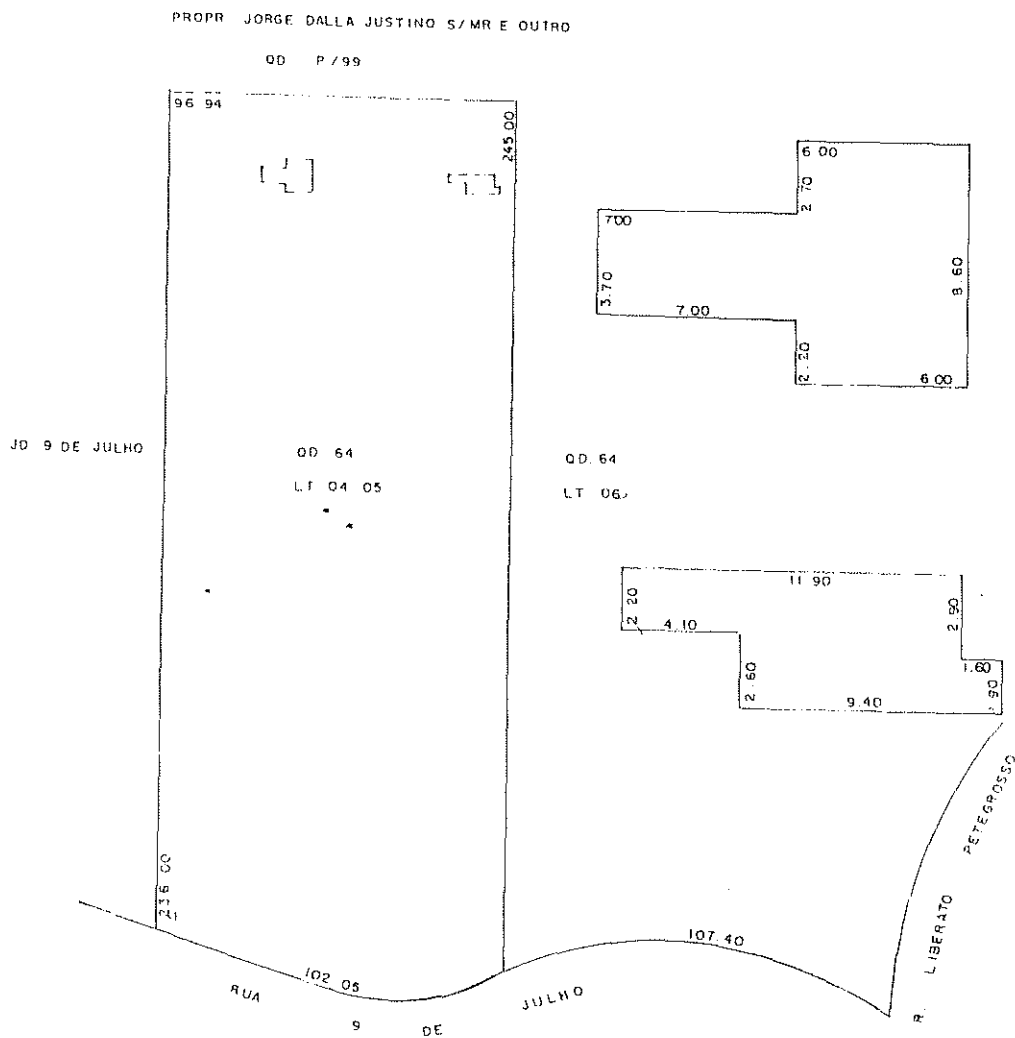 PROPR JORGE DALLA JUSTINO S/MR E OUTRO
QD P/99
96 94
245.00
6.00
2.70
7.00
3.70
7.00
8.60
2.20
6.00
JD 9 DE JULHO
QD 64
LT 04 05
QD. 64
LT 06
11.90
2.20
4.10
2.90
2.60
1.60
9.40
90
236 00
102 05
107.40
RUA 9 DE JULHO
R. LIBERATO PETEGROSSO